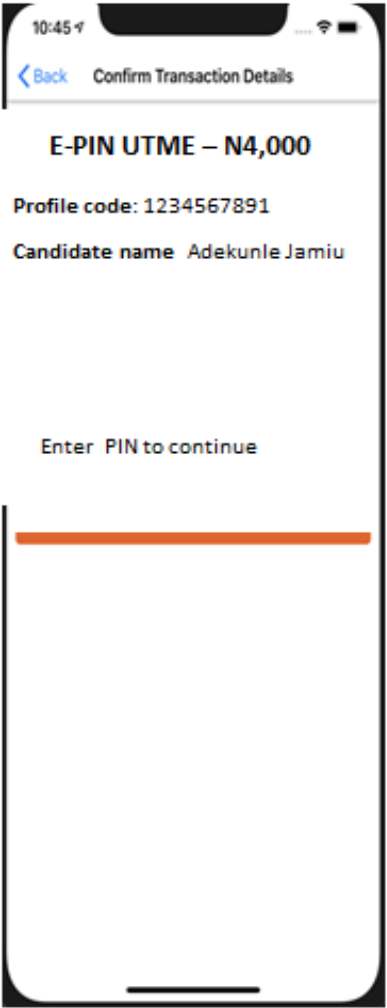 10:45
Back Confirm Transaction Details
E-PIN UTME – N4,000
Profile code: 1234567891
Candidate name Adekunle Jamiu
Enter PIN to continue